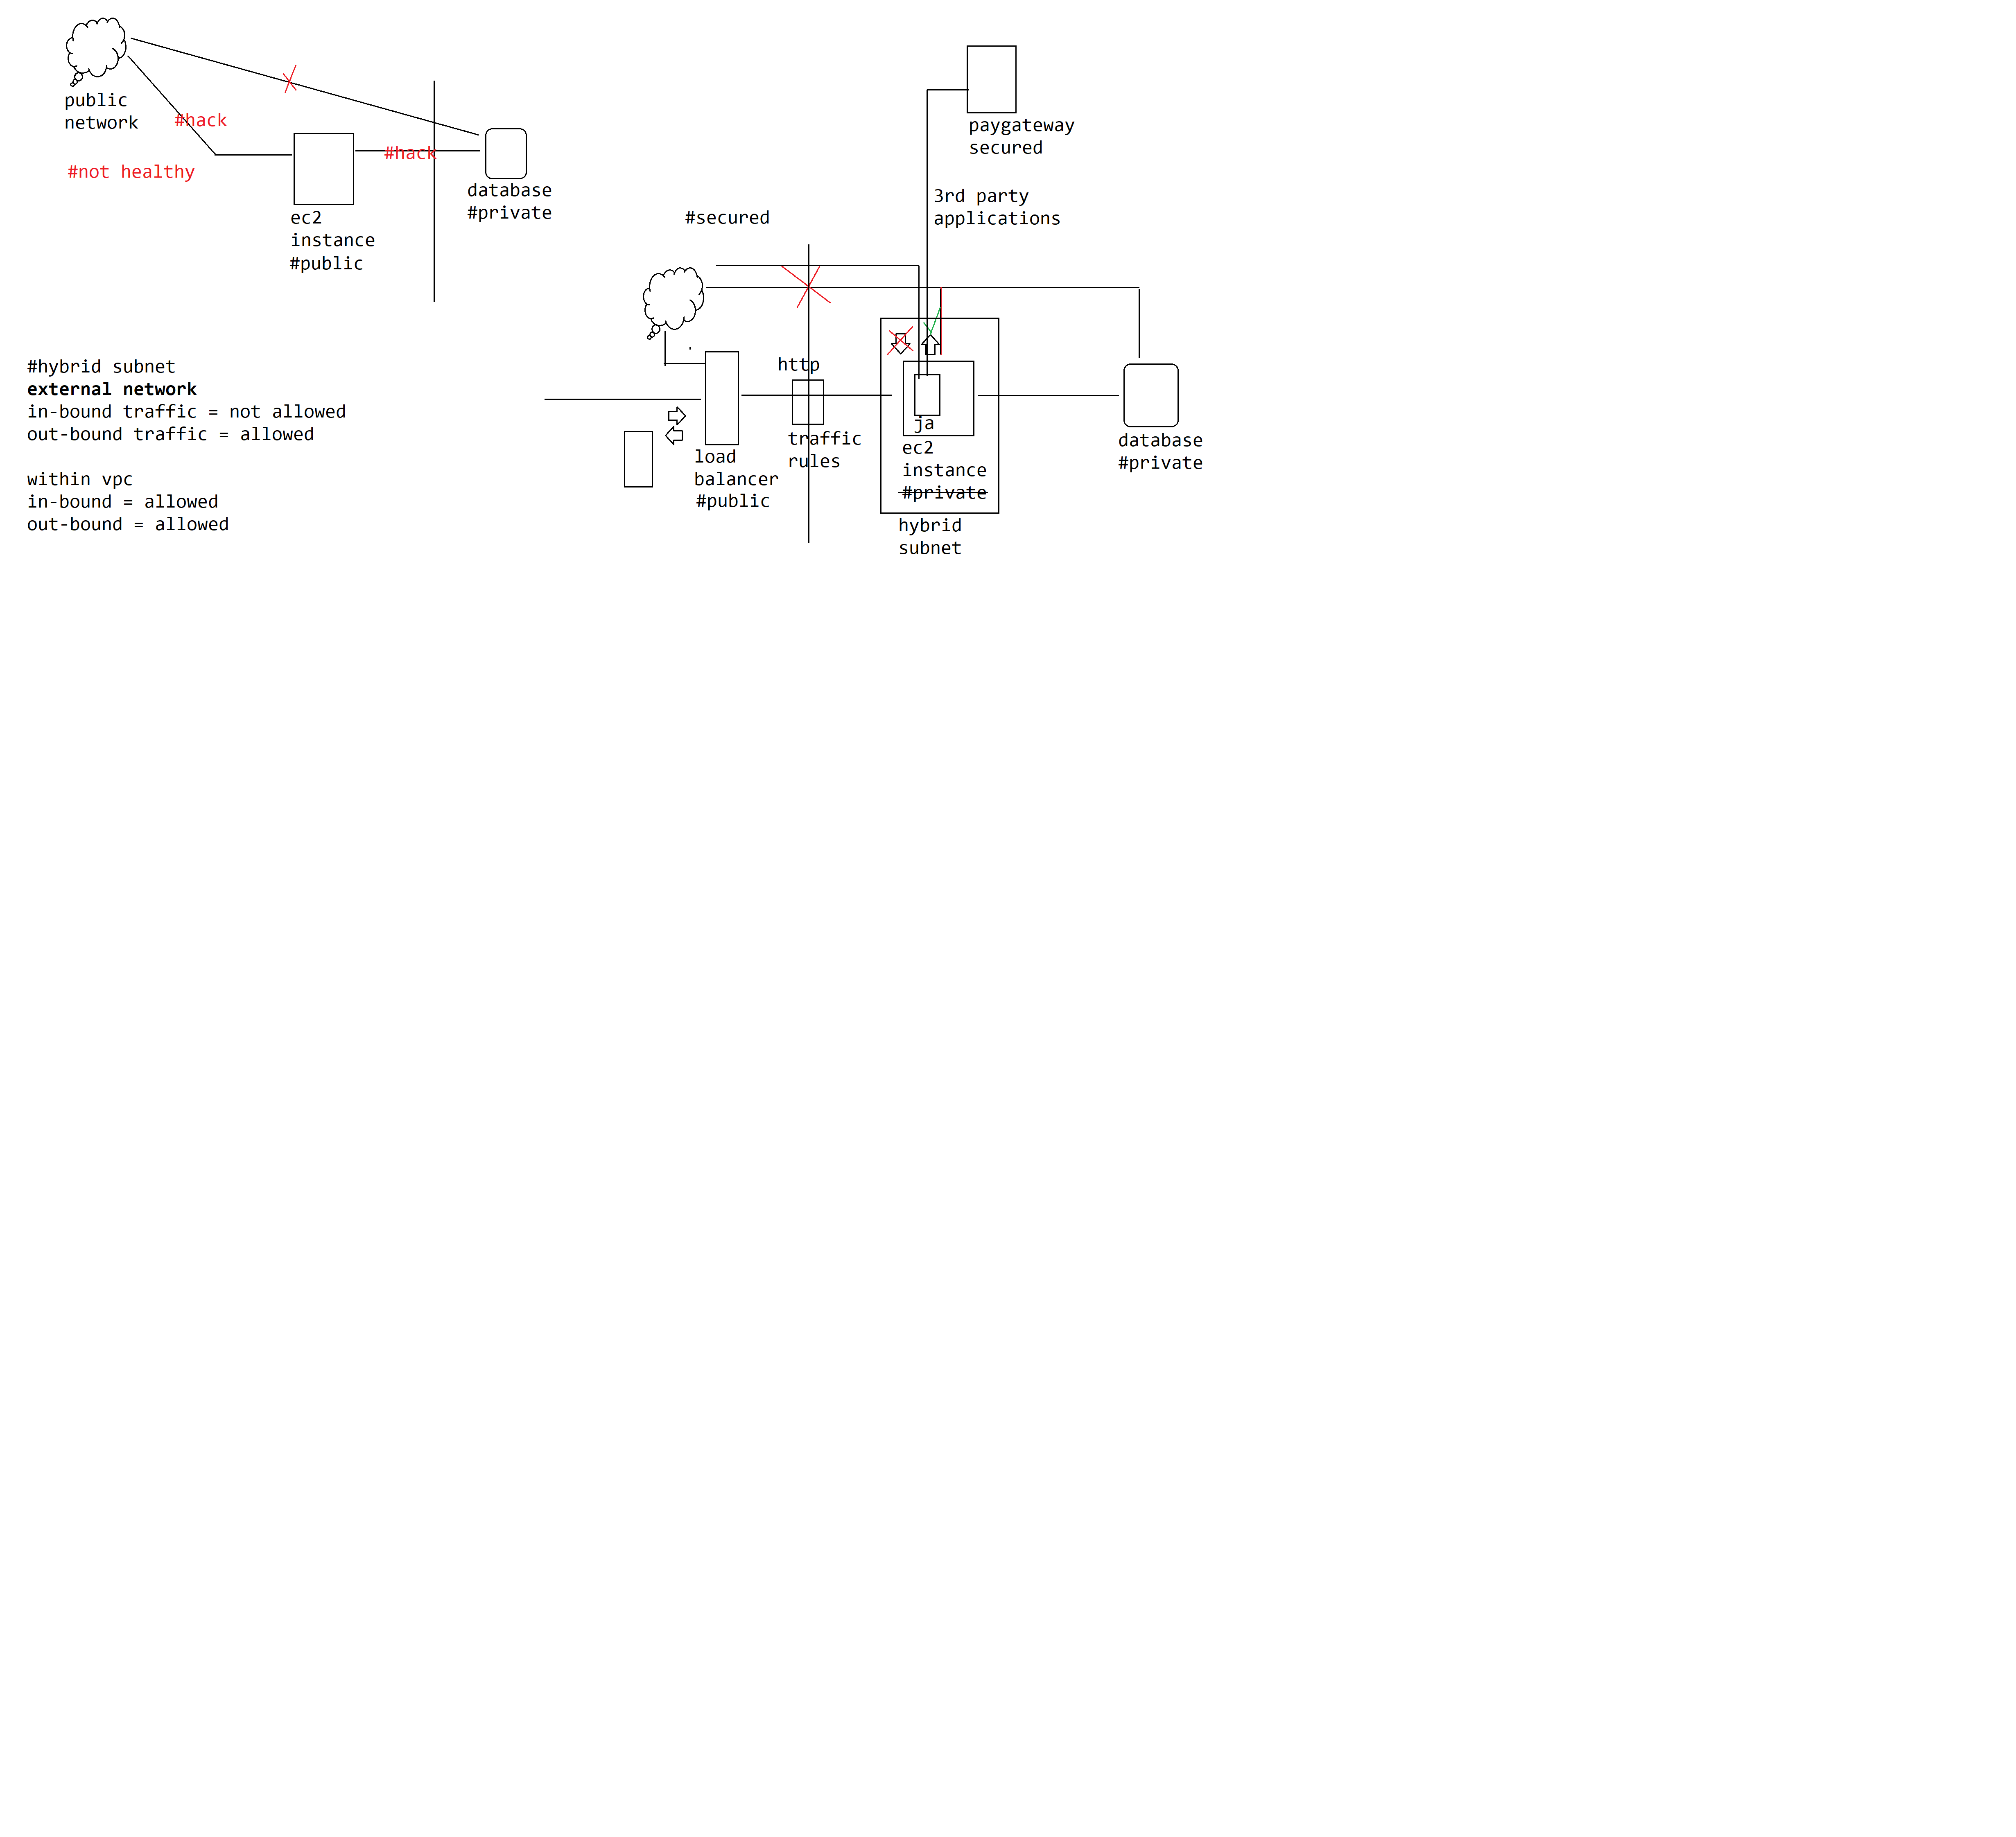 public
network
#hack
#not healthy
#hack
ec2
instance
#public
database
#private
paygateway
secured
3rd party
applications
#secured
#hybrid subnet
external network
in-bound traffic = not allowed
out-bound traffic = allowed
within vpc
in-bound = allowed
out-bound = allowed
http
traffic
rules
load
balancer
#public
ja
ec2
instance
#private
hybrid
subnet
database
#private